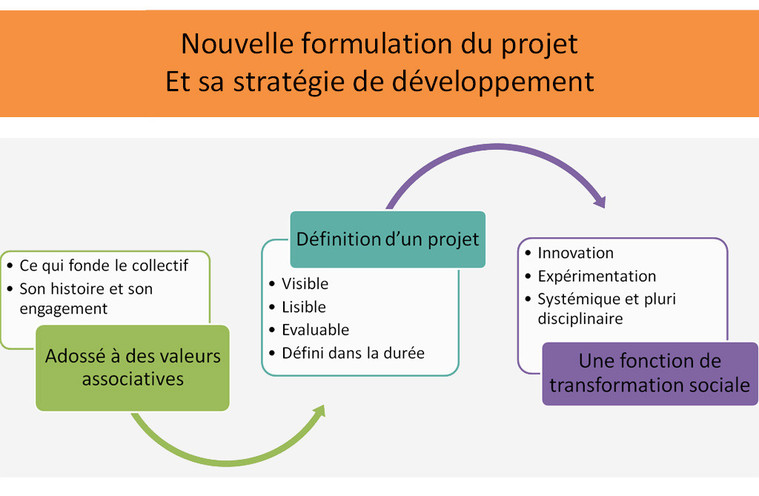 Nouvelle formulation du projet
Et sa stratégie de développement
• Ce qui fonde le collectif
• Son histoire et son
engagement
Adossé à des valeurs
associatives
Définition d’un projet
• Visible
• Lisible
• Evaluable
• Défini dans la durée
• Innovation
• Expérimentation
• Systémique et pluri
disciplinaire
Une fonction de
transformation sociale